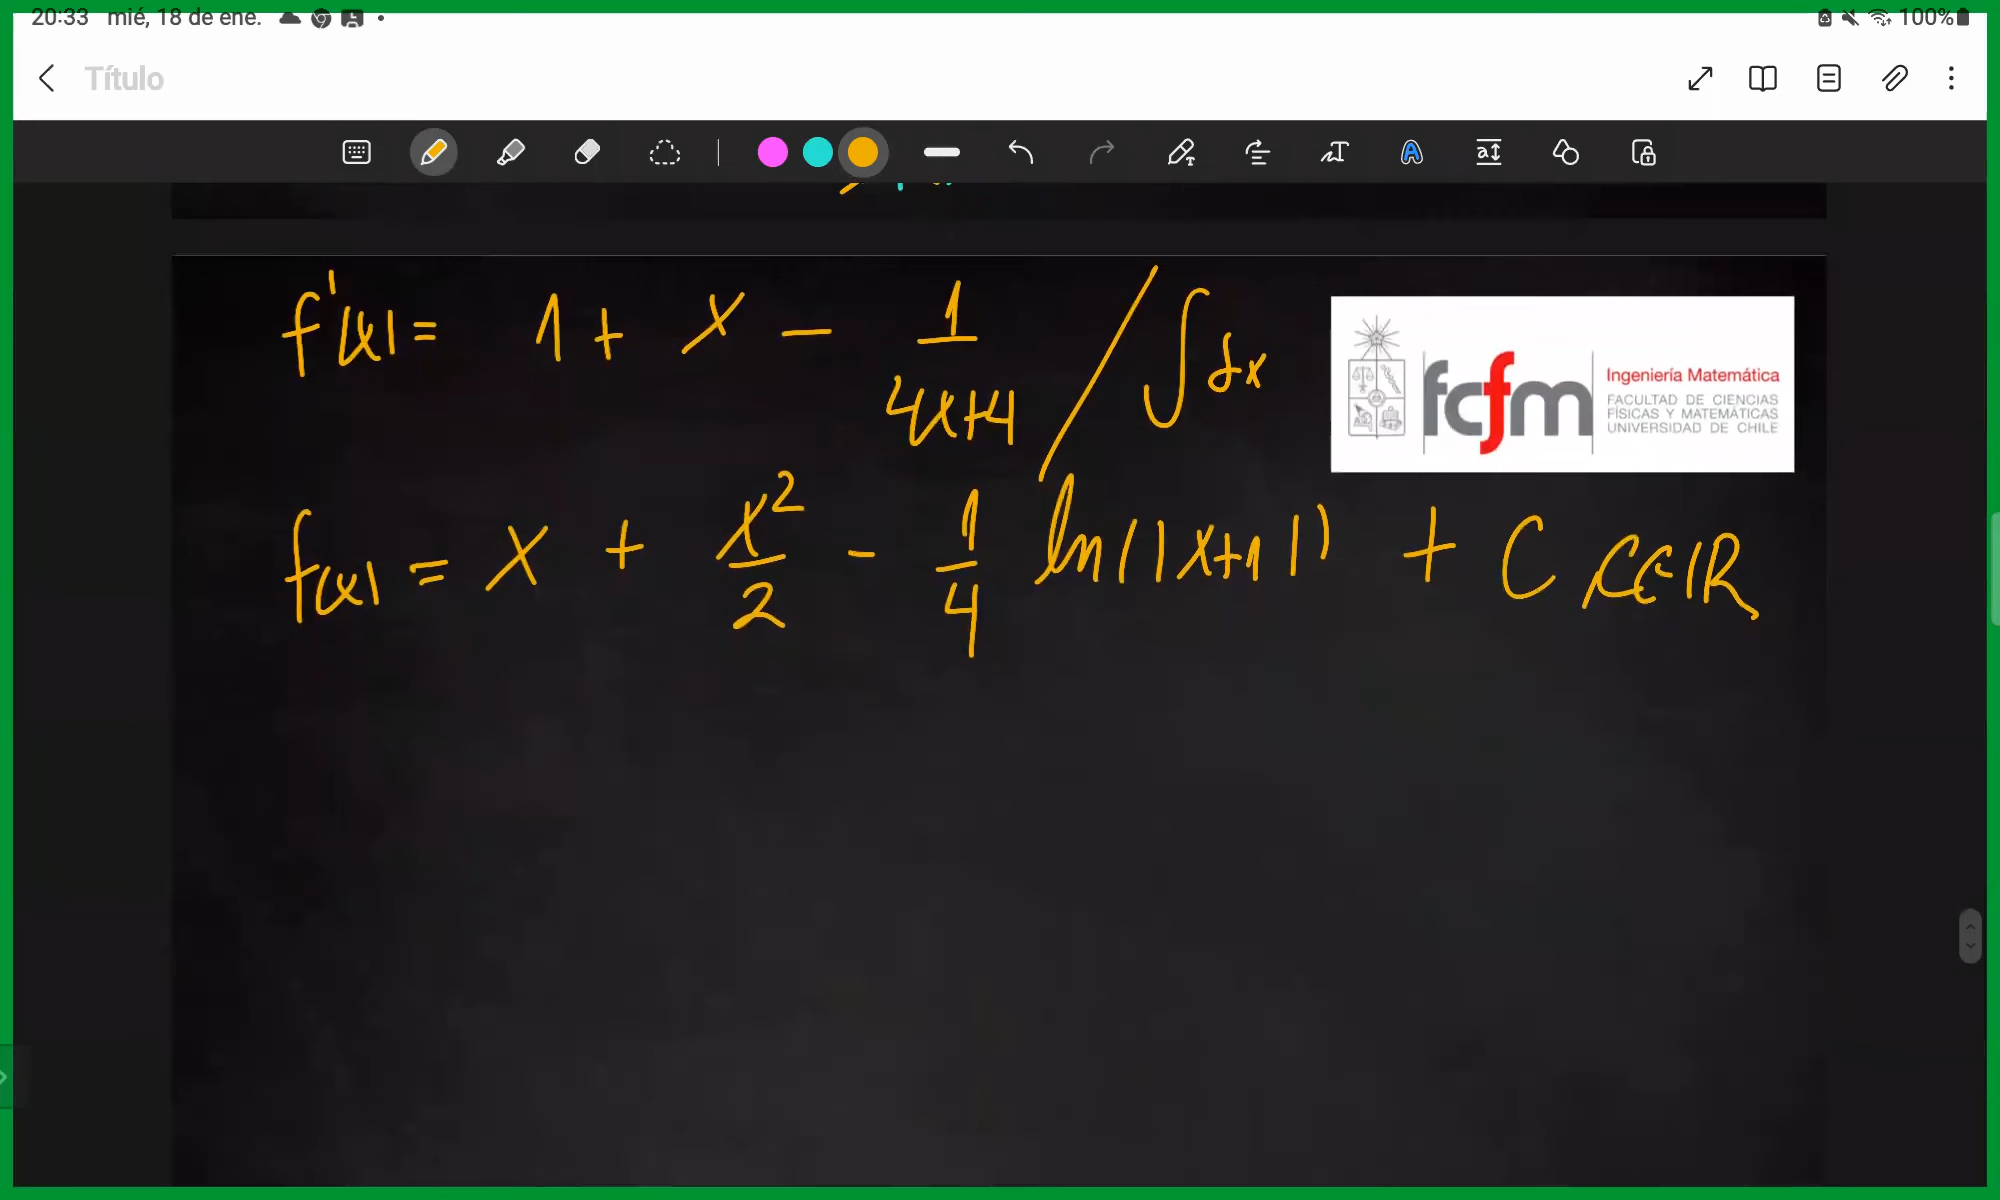 20:33 mié, 18 de ene. 100%
Título
f'(x) = 1 + x - 1/(4x+4) / ∫ dx
fcfm
Ingeniería Matemática
FACULTAD DE CIENCIAS
FÍSICAS Y MATEMÁTICAS
UNIVERSIDAD DE CHILE
f(x) = x + x²/2 - 1/4 ln(|x+1|) + C, C∈ℝ